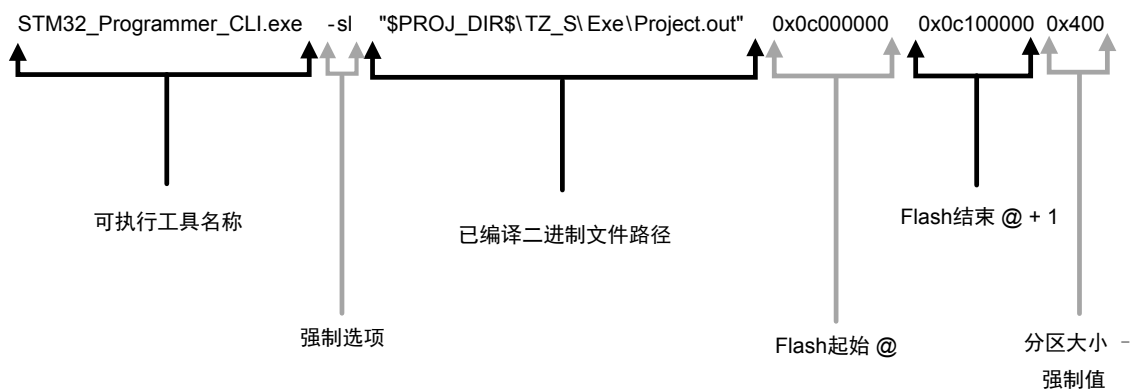 STM32_Programmer_CLI.exe -sl "$PROJ_DIR$\TZ_S\Exe\Project.out" 0x0c000000 0x0c100000 0x400
可执行工具名称
已编译二进制文件路径
Flash结束 @ + 1
强制选项
Flash起始 @
分区大小 -
强制值